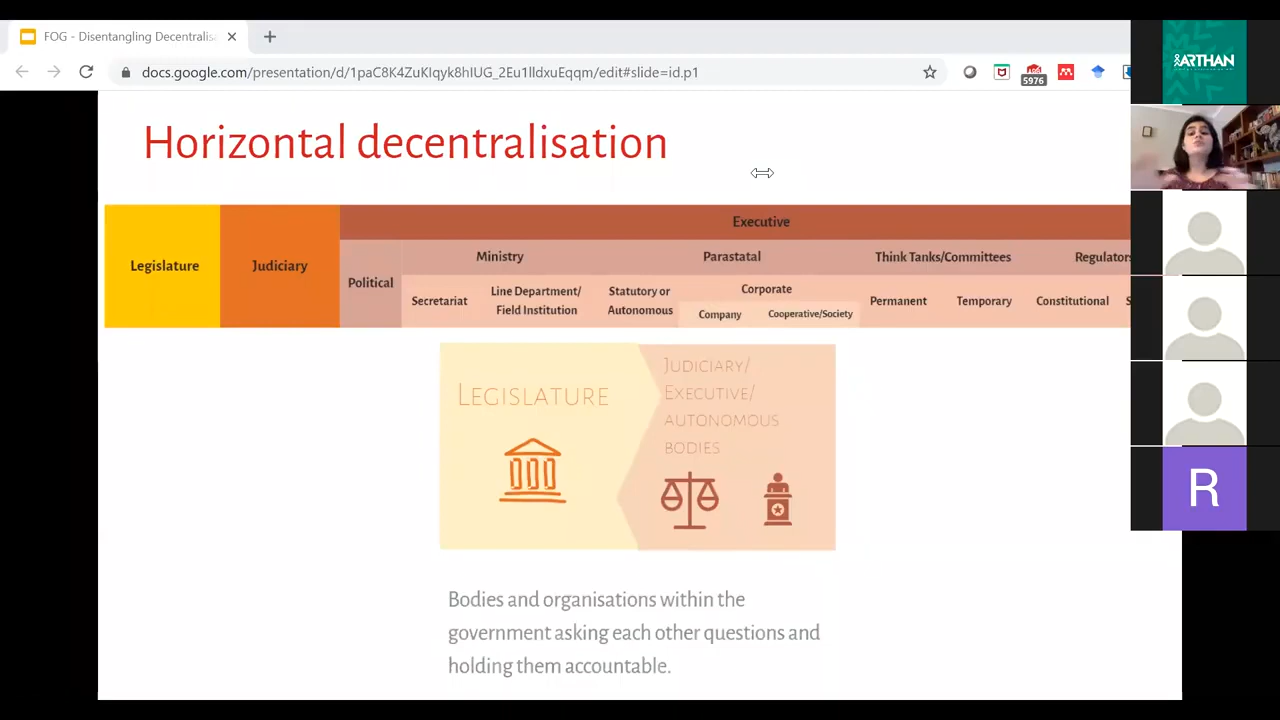 FOG - Disentangling Decentralis
docs.google.com/presentation/d/1paC8K4ZuKIqyk8hIUG_2Eu1IldxuEqqm/edit#slide=id.p1
5976
ARTHAN
Horizontal decentralisation
Executive
Legislature
Judiciary
Political
Ministry
Parastatal
Think Tanks/Committees
Regulators
Secretariat
Line Department/
Field Institution
Statutory or
Autonomous
Corporate
Company
Cooperative/Society
Permanent
Temporary
Constitutional
S
Legislature
Judiciary/
Executive/
autonomous
bodies
R
Bodies and organisations within the
government asking each other questions and
holding them accountable.